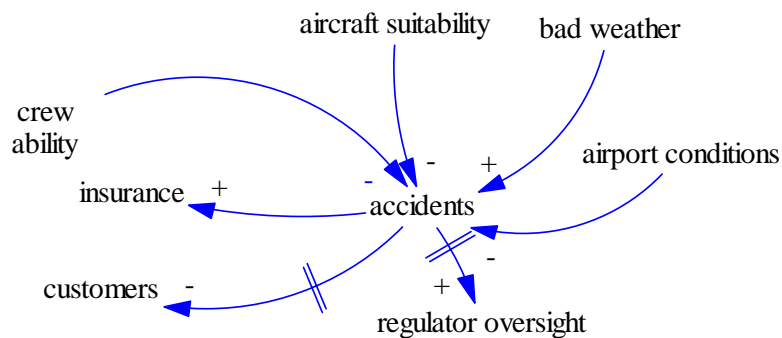 aircraft suitability
bad weather
crew
ability
-
+
airport conditions
insurance
+
-
accidents
-
customers
-
+
regulator oversight